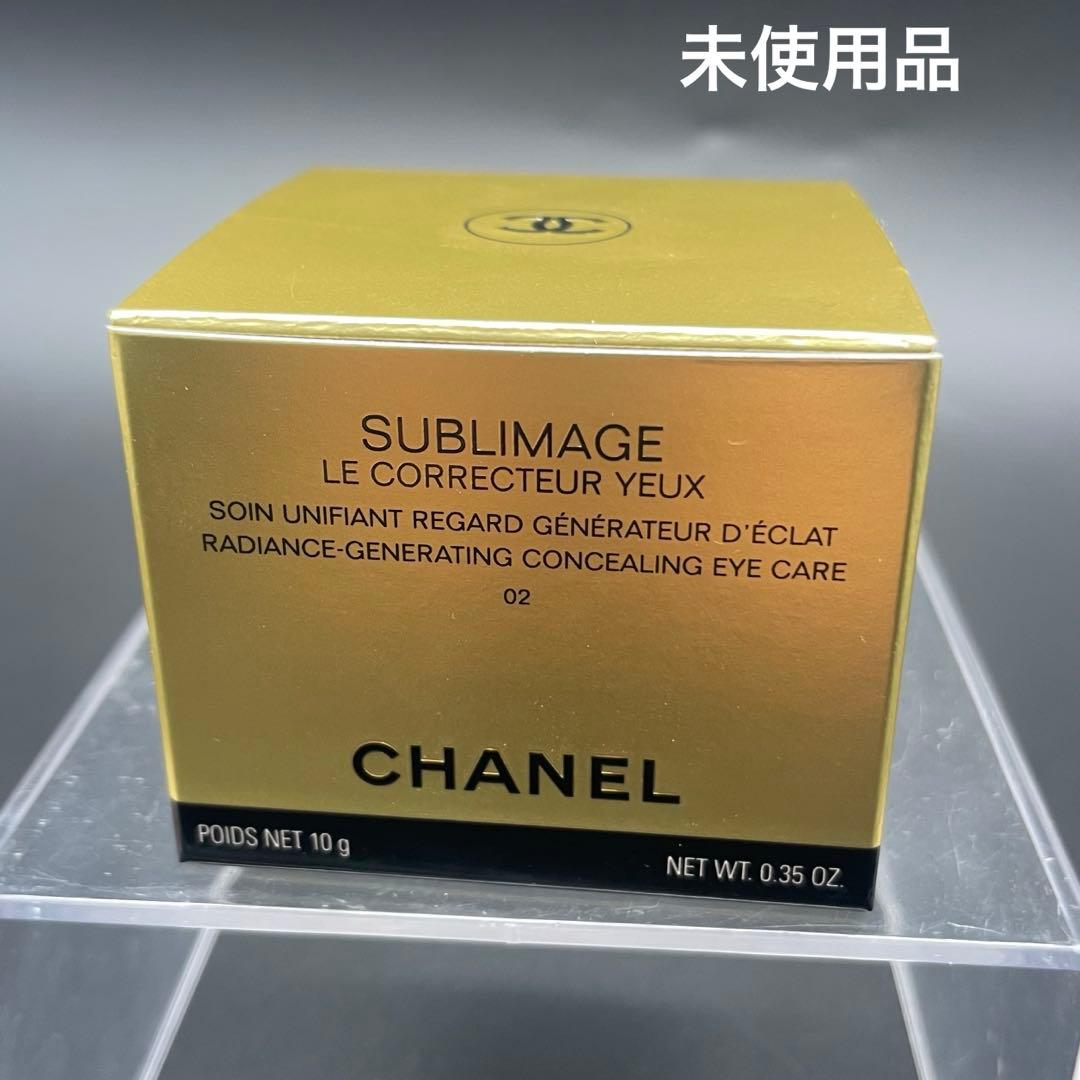 未使用品
SUBLIMAGE
LE CORRECTEUR YEUX
SOIN UNIFIANT REGARD GÉNÉRATEUR D'ÉCLAT
RADIANCE-GENERATING CONCEALING EYE CARE
02
CHANEL
POIDS NET 10 g
NET WT. 0.35 OZ.